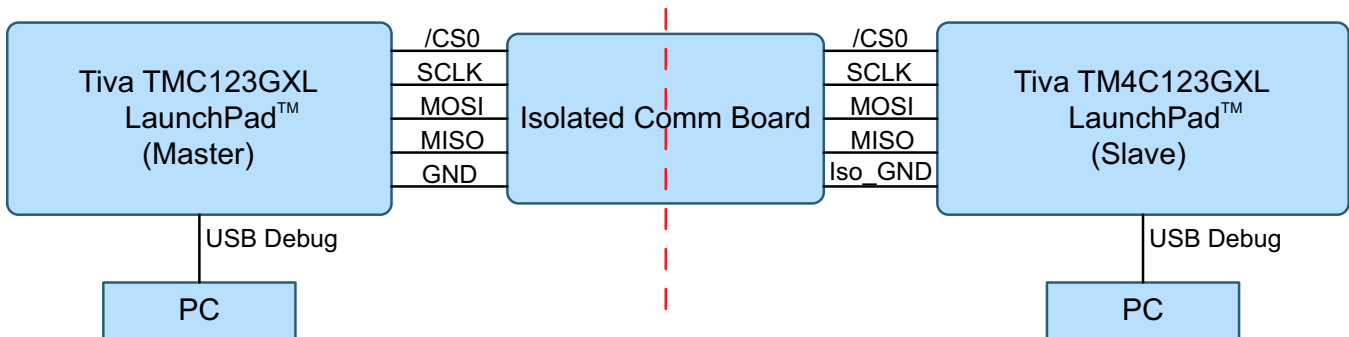 Tiva TMC123GXL
LaunchPad™
(Master)
/CS0
SCLK
MOSI
MISO
GND
Isolated Comm Board
/CS0
SCLK
MOSI
MISO
Iso_GND
Tiva TM4C123GXL
LaunchPad™
(Slave)
USB Debug
USB Debug
PC
PC